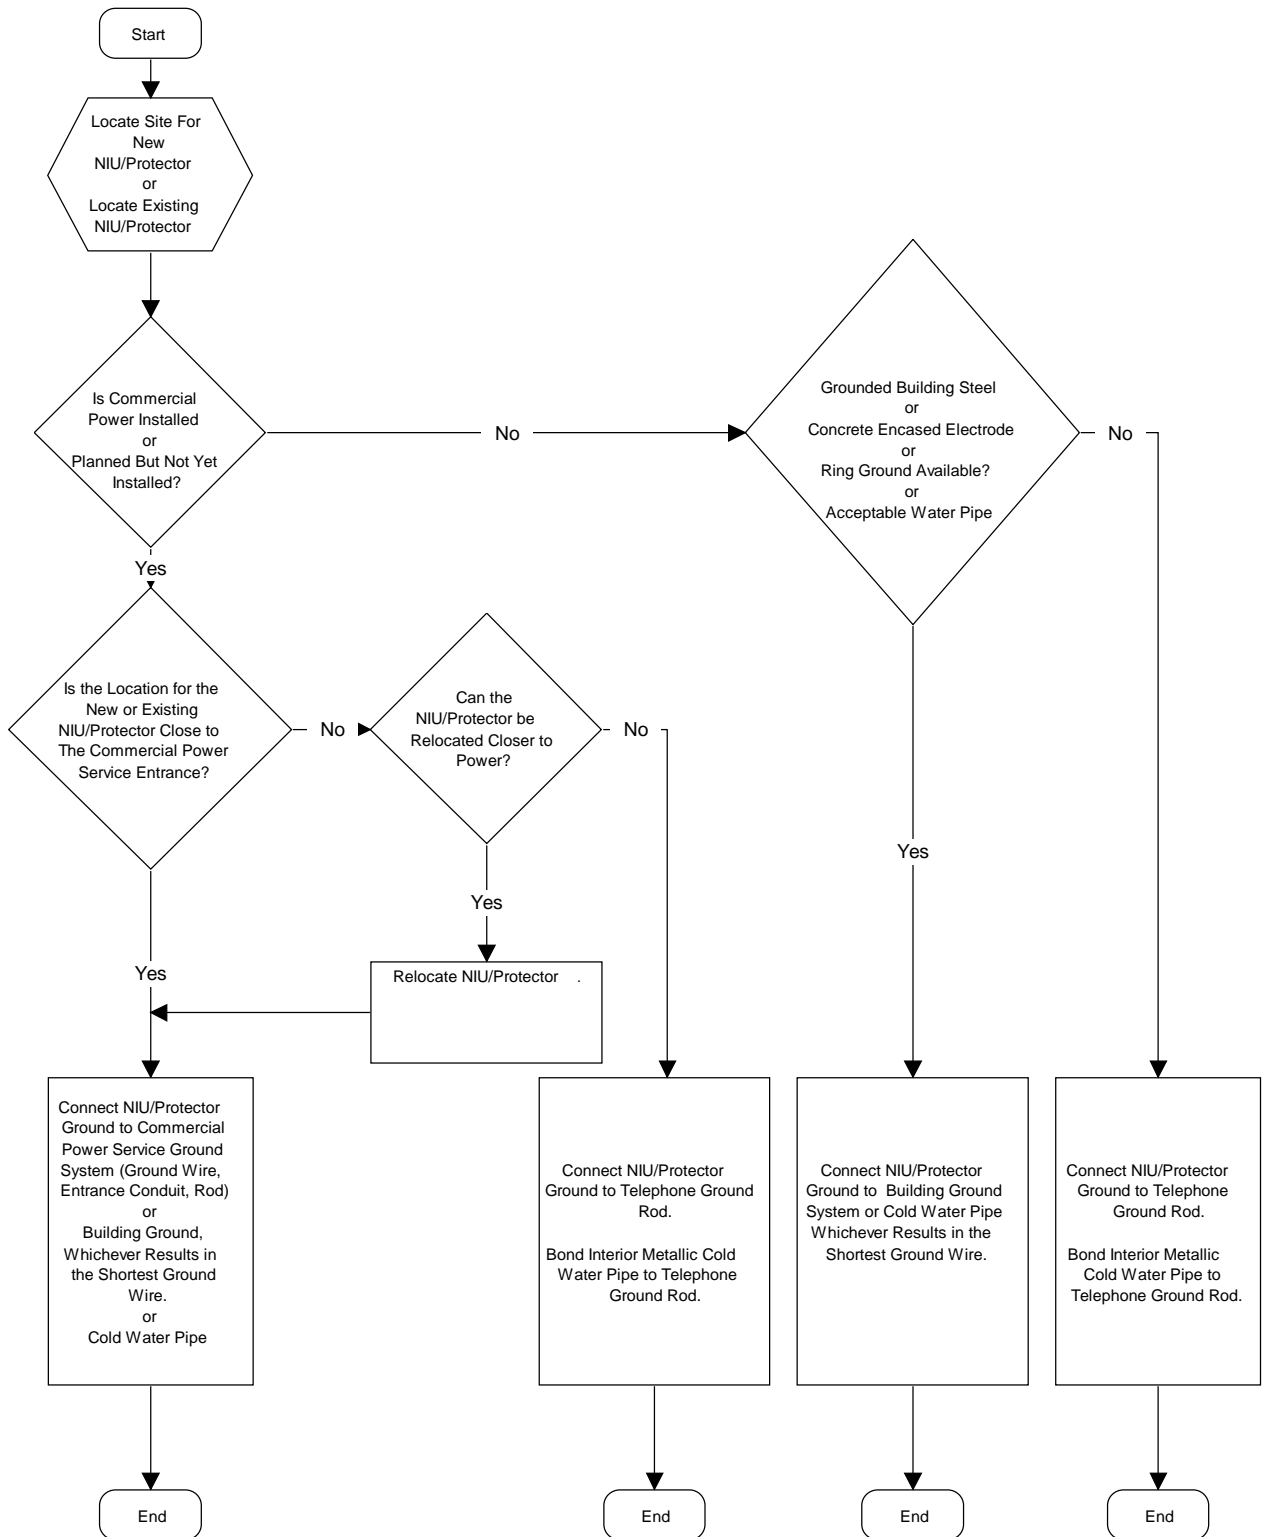 Start
Locate Site For
New
NIU/Protector
or
Locate Existing
NIU/Protector
Is Commercial
Power Installed
or
Planned But Not Yet
Installed?
No
Grounded Building Steel
or
Concrete Encased Electrode
or
Ring Ground Available?
or
Acceptable Water Pipe
No
Yes
Is the Location for the
New or Existing
NIU/Protector Close to
The Commercial Power
Service Entrance?
No
Can the
NIU/Protector be
Relocated Closer to
Power?
No
Yes
Yes
Yes
Relocate NIU/Protector .
Connect NIU/Protector
Ground to Commercial
Power Service Ground
System (Ground Wire,
Entrance Conduit, Rod)
or
Building Ground,
Whichever Results in
the Shortest Ground
Wire.
or
Cold Water Pipe
Connect NIU/Protector
Ground to Telephone Ground
Rod.
Bond Interior Metallic Cold
Water Pipe to Telephone
Ground Rod.
Connect NIU/Protector
Ground to Building Ground
System or Cold Water Pipe
Whichever Results in the
Shortest Ground Wire.
Connect NIU/Protector
Ground to Telephone
Ground Rod.
Bond Interior Metallic
Cold Water Pipe to
Telephone Ground Rod.
End
End
End
End